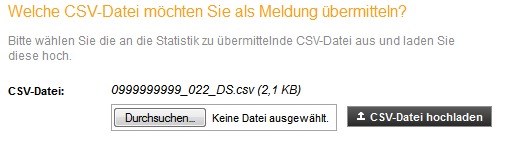 Welche CSV-Datei möchten Sie als Meldung übermitteln?
Bitte wählen Sie die an die Statistik zu übermittelnde CSV-Datei aus und laden Sie
diese hoch.
CSV-Datei: 0999999999_022_DS.csv (2,1 KB)
Durchsuchen... Keine Datei ausgewählt. CSV-Datei hochladen